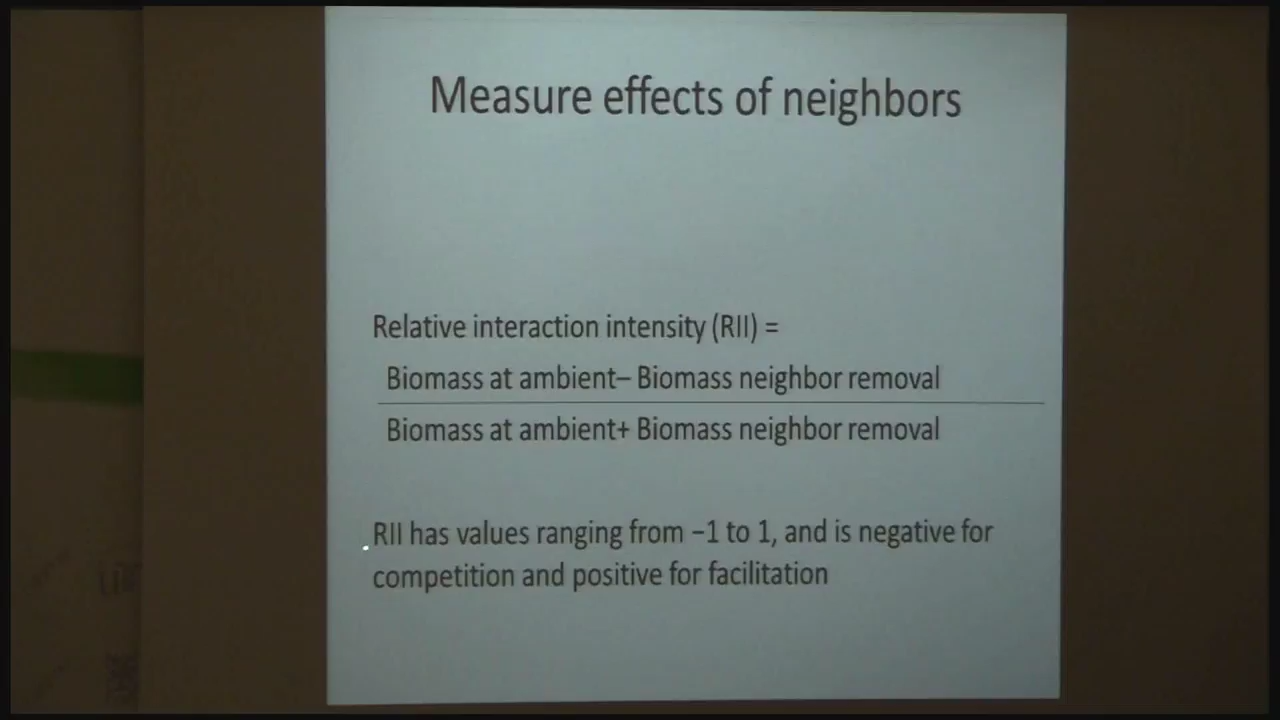 Measure effects of neighbors
Relative interaction intensity (RII) =
Biomass at ambient– Biomass neighbor removal
Biomass at ambient+ Biomass neighbor removal
RII has values ranging from −1 to 1, and is negative for
competition and positive for facilitation